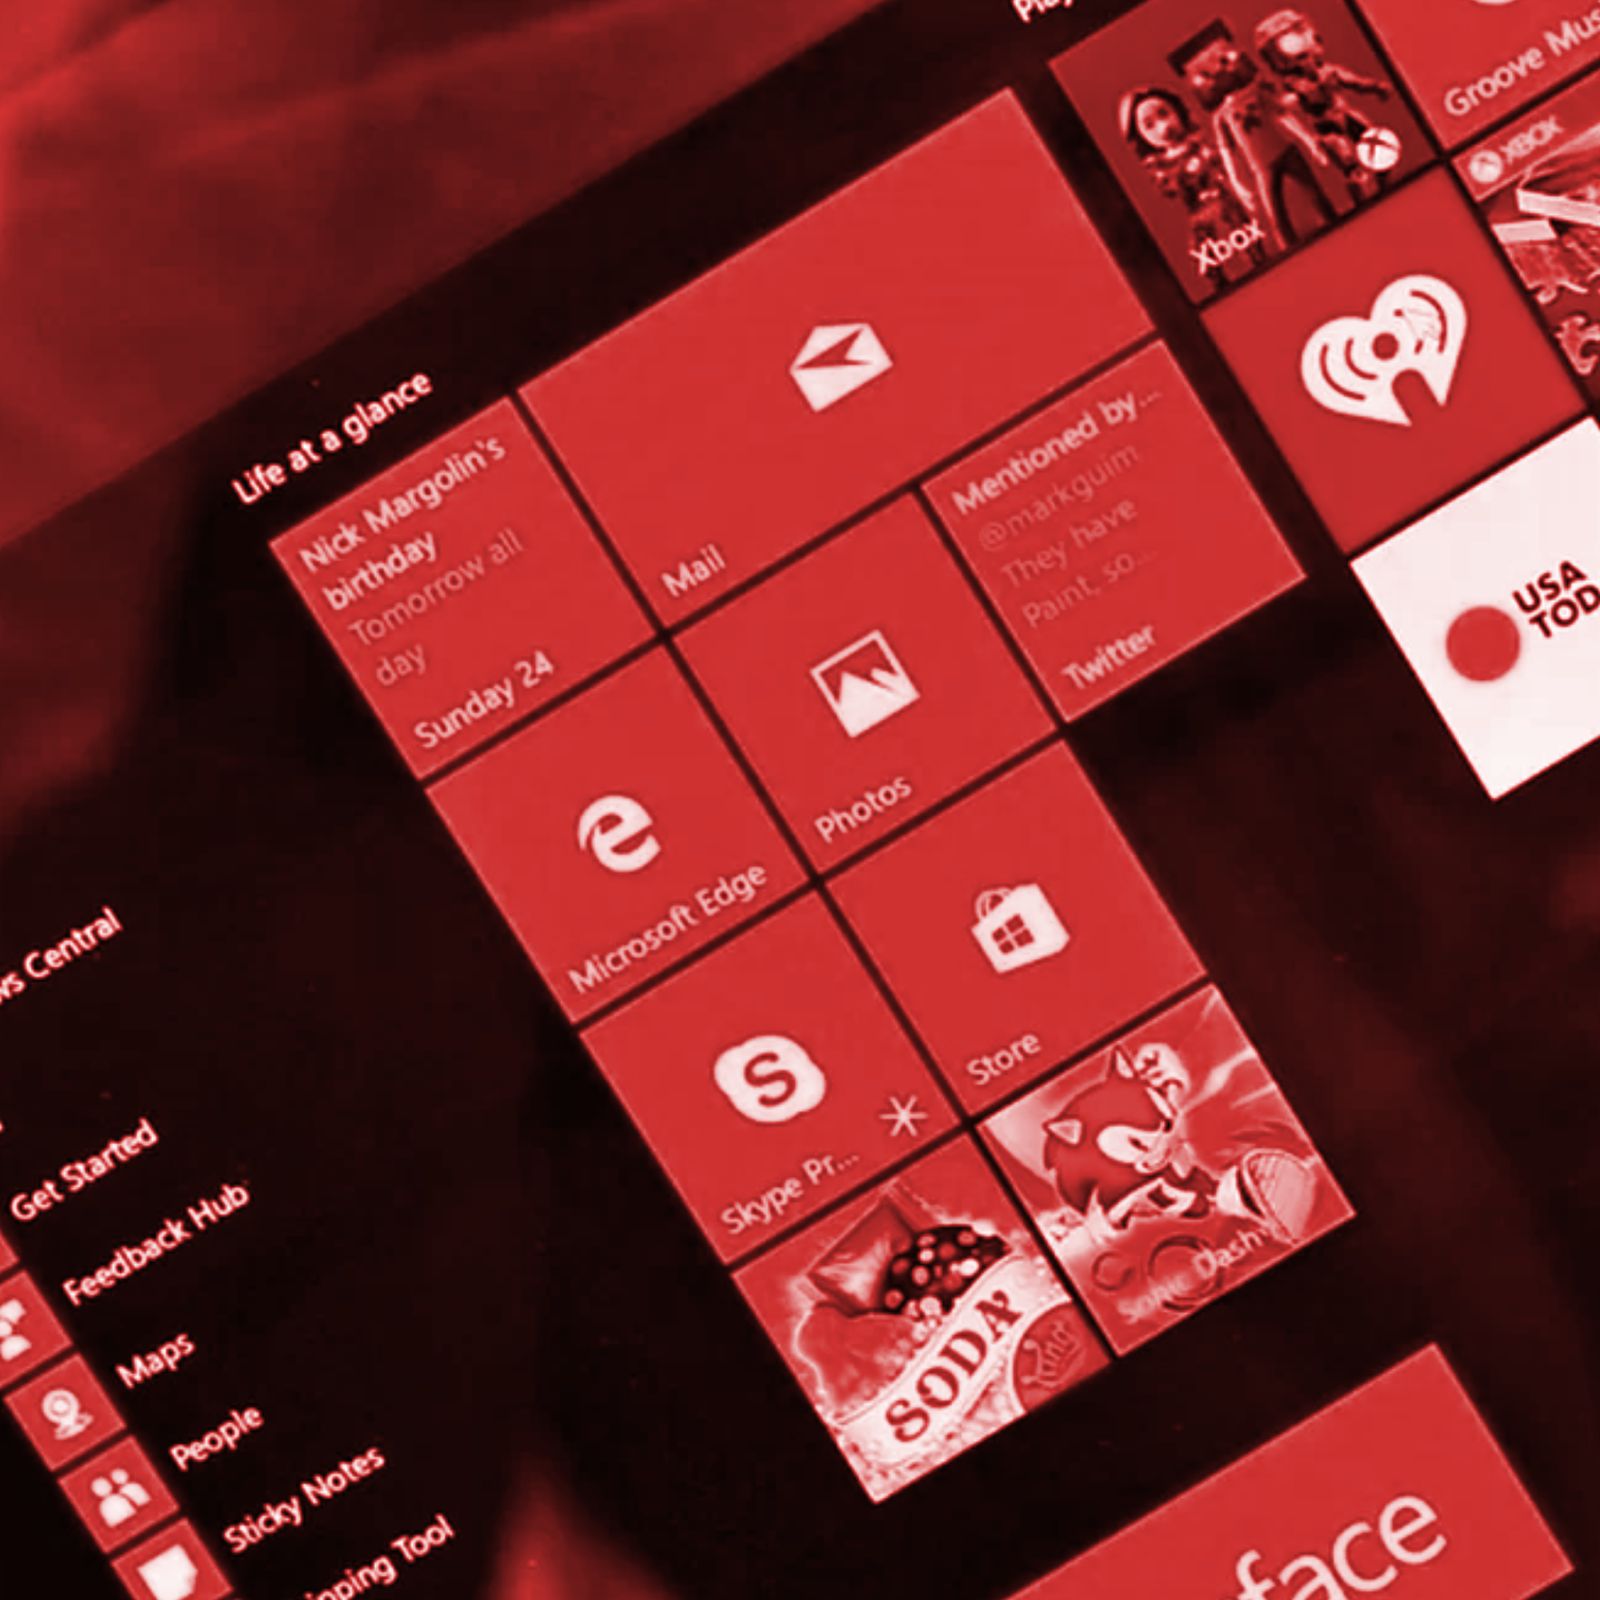 Life at a glance
Nick Margolin's
birthday
Tomorrow all
day
Sunday 24
Mail
Mentioned by...
@markguim
They have
Paint, so...
Twitter
Microsoft Edge
Photos
Skype Pr...
Store
SODA
Sonic Dash
Xbox
Groove Mus
XBOX
USA
TOD
Central
Get Started
Feedback Hub
Maps
People
Sticky Notes
Tool
face